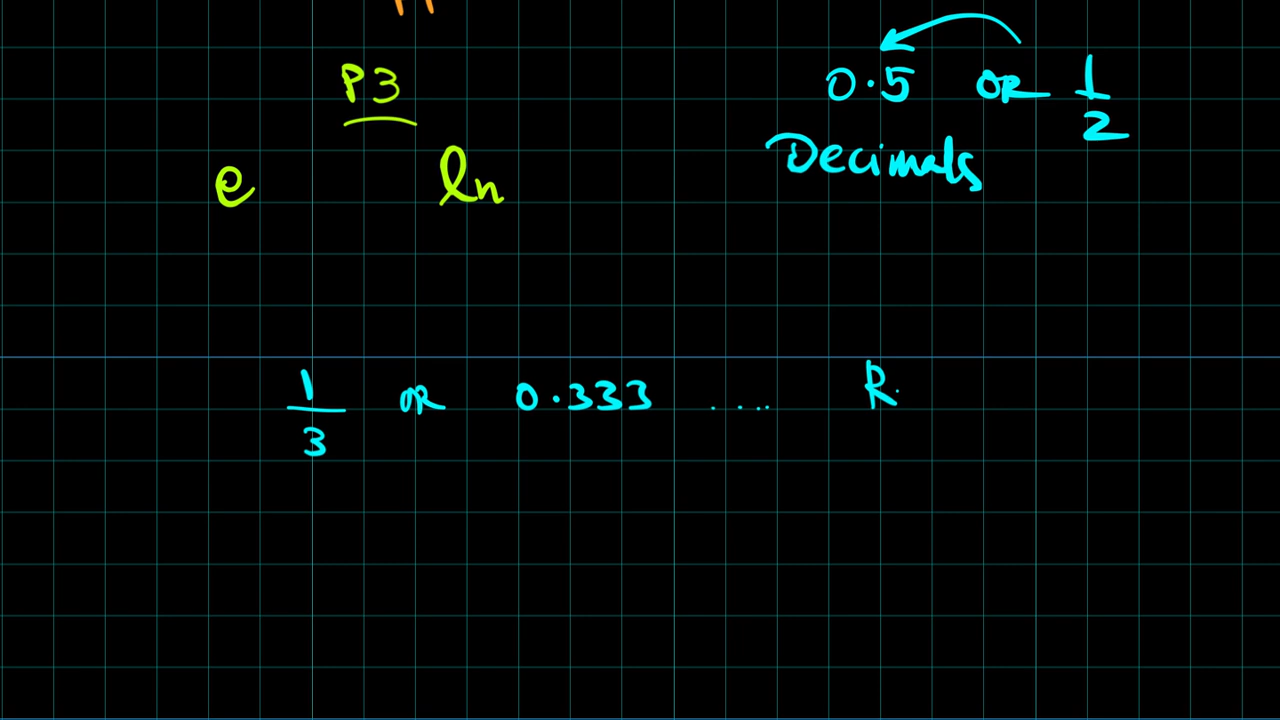 P3
e ln
0.5 OR 1/2
Decimals
1/3 OR 0.333 .... R.